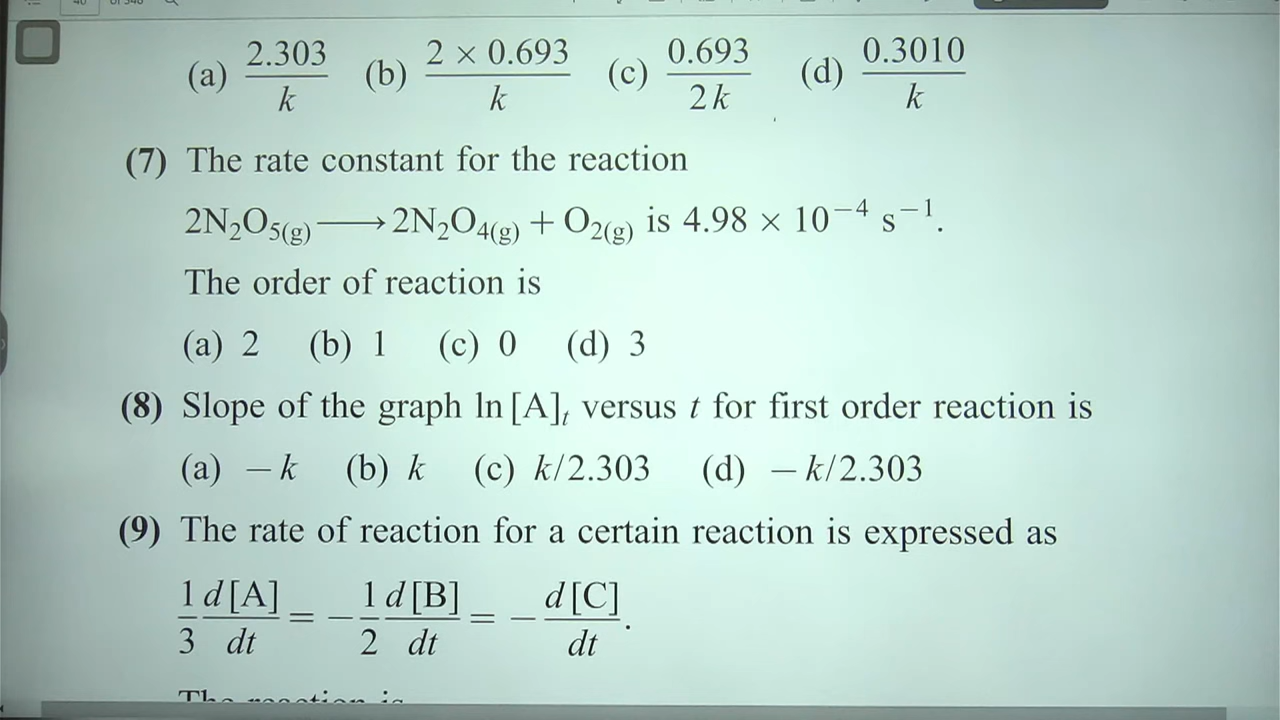 (a) 2.303/k (b) 2 × 0.693/k (c) 0.693/2k (d) 0.3010/k
(7) The rate constant for the reaction
2N₂O₅(g) ⟶ 2N₂O₄(g) + O₂(g) is 4.98 × 10⁻⁴ s⁻¹.
The order of reaction is
(a) 2 (b) 1 (c) 0 (d) 3
(8) Slope of the graph ln [A]ₜ versus t for first order reaction is
(a) −k (b) k (c) k/2.303 (d) −k/2.303
(9) The rate of reaction for a certain reaction is expressed as
1/3 d[A]/dt = −1/2 d[B]/dt = −d[C]/dt.
The reaction is